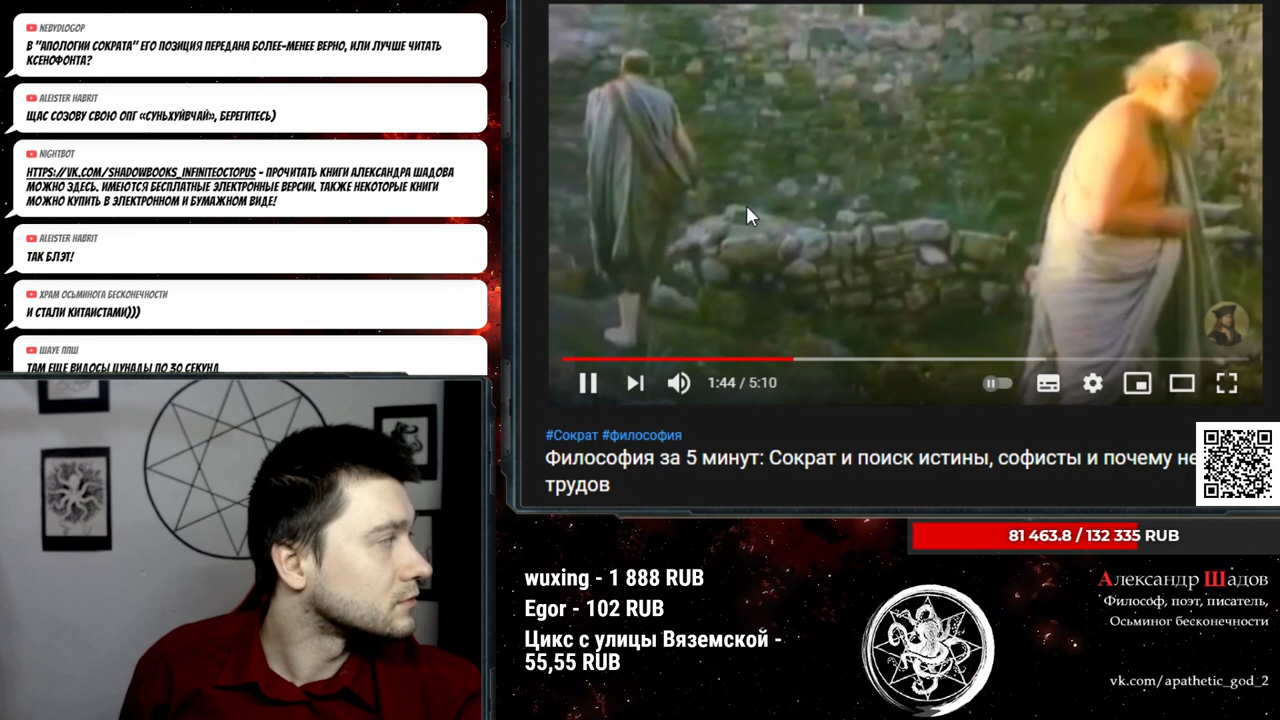 NEBYDLOGOP
В "АПОЛОГИИ СОКРАТА" ЕГО ПОЗИЦИЯ ПЕРЕДАНА БОЛЕЕ-МЕНЕЕ ВЕРНО, ИЛИ ЛУЧШЕ ЧИТАТЬ
КСЕНОФОНТА?
ALEISTER HABRIT
ЩАС СОЗОВУ СВОЮ ОПГ «СУНЬХУЙВЧАЙ», БЕРЕГИТЕСЬ)
NIGHTBOT
HTTPS://VK.COM/SHADOWBOOKS_INFINITEOCTOPUS - ПРОЧИТАТЬ КНИГИ АЛЕКСАНДРА ШАДОВА
МОЖНО ЗДЕСЬ. ИМЕЮТСЯ БЕСПЛАТНЫЕ ЭЛЕКТРОННЫЕ ВЕРСИИ. ТАКЖЕ НЕКОТОРЫЕ КНИГИ
МОЖНО КУПИТЬ В ЭЛЕКТРОННОМ И БУМАЖНОМ ВИДЕ!
ALEISTER HABRIT
ТАК БЛЭТ!
ХРАМ ОСЬМИНОГА БЕСКОНЕЧНОСТИ
И СТАЛИ КИТАИСТАМИ)))
ШАУЕ ППШ
ТАМ ЕЩЕ ВИДОСЫ ЦУНАДЫ ПО 30 СЕКУНД
1:44 / 5:10
#Сократ #философия
Философия за 5 минут: Сократ и поиск истины, софисты и почему не
трудов
81 463.8 / 132 335 RUB
wuxing - 1 888 RUB
Egor - 102 RUB
Цикс с улицы Вяземской -
55,55 RUB
Александр Шадов
Философ, поэт, писатель,
Осьминог бесконечности
vk.com/apathetic_god_2